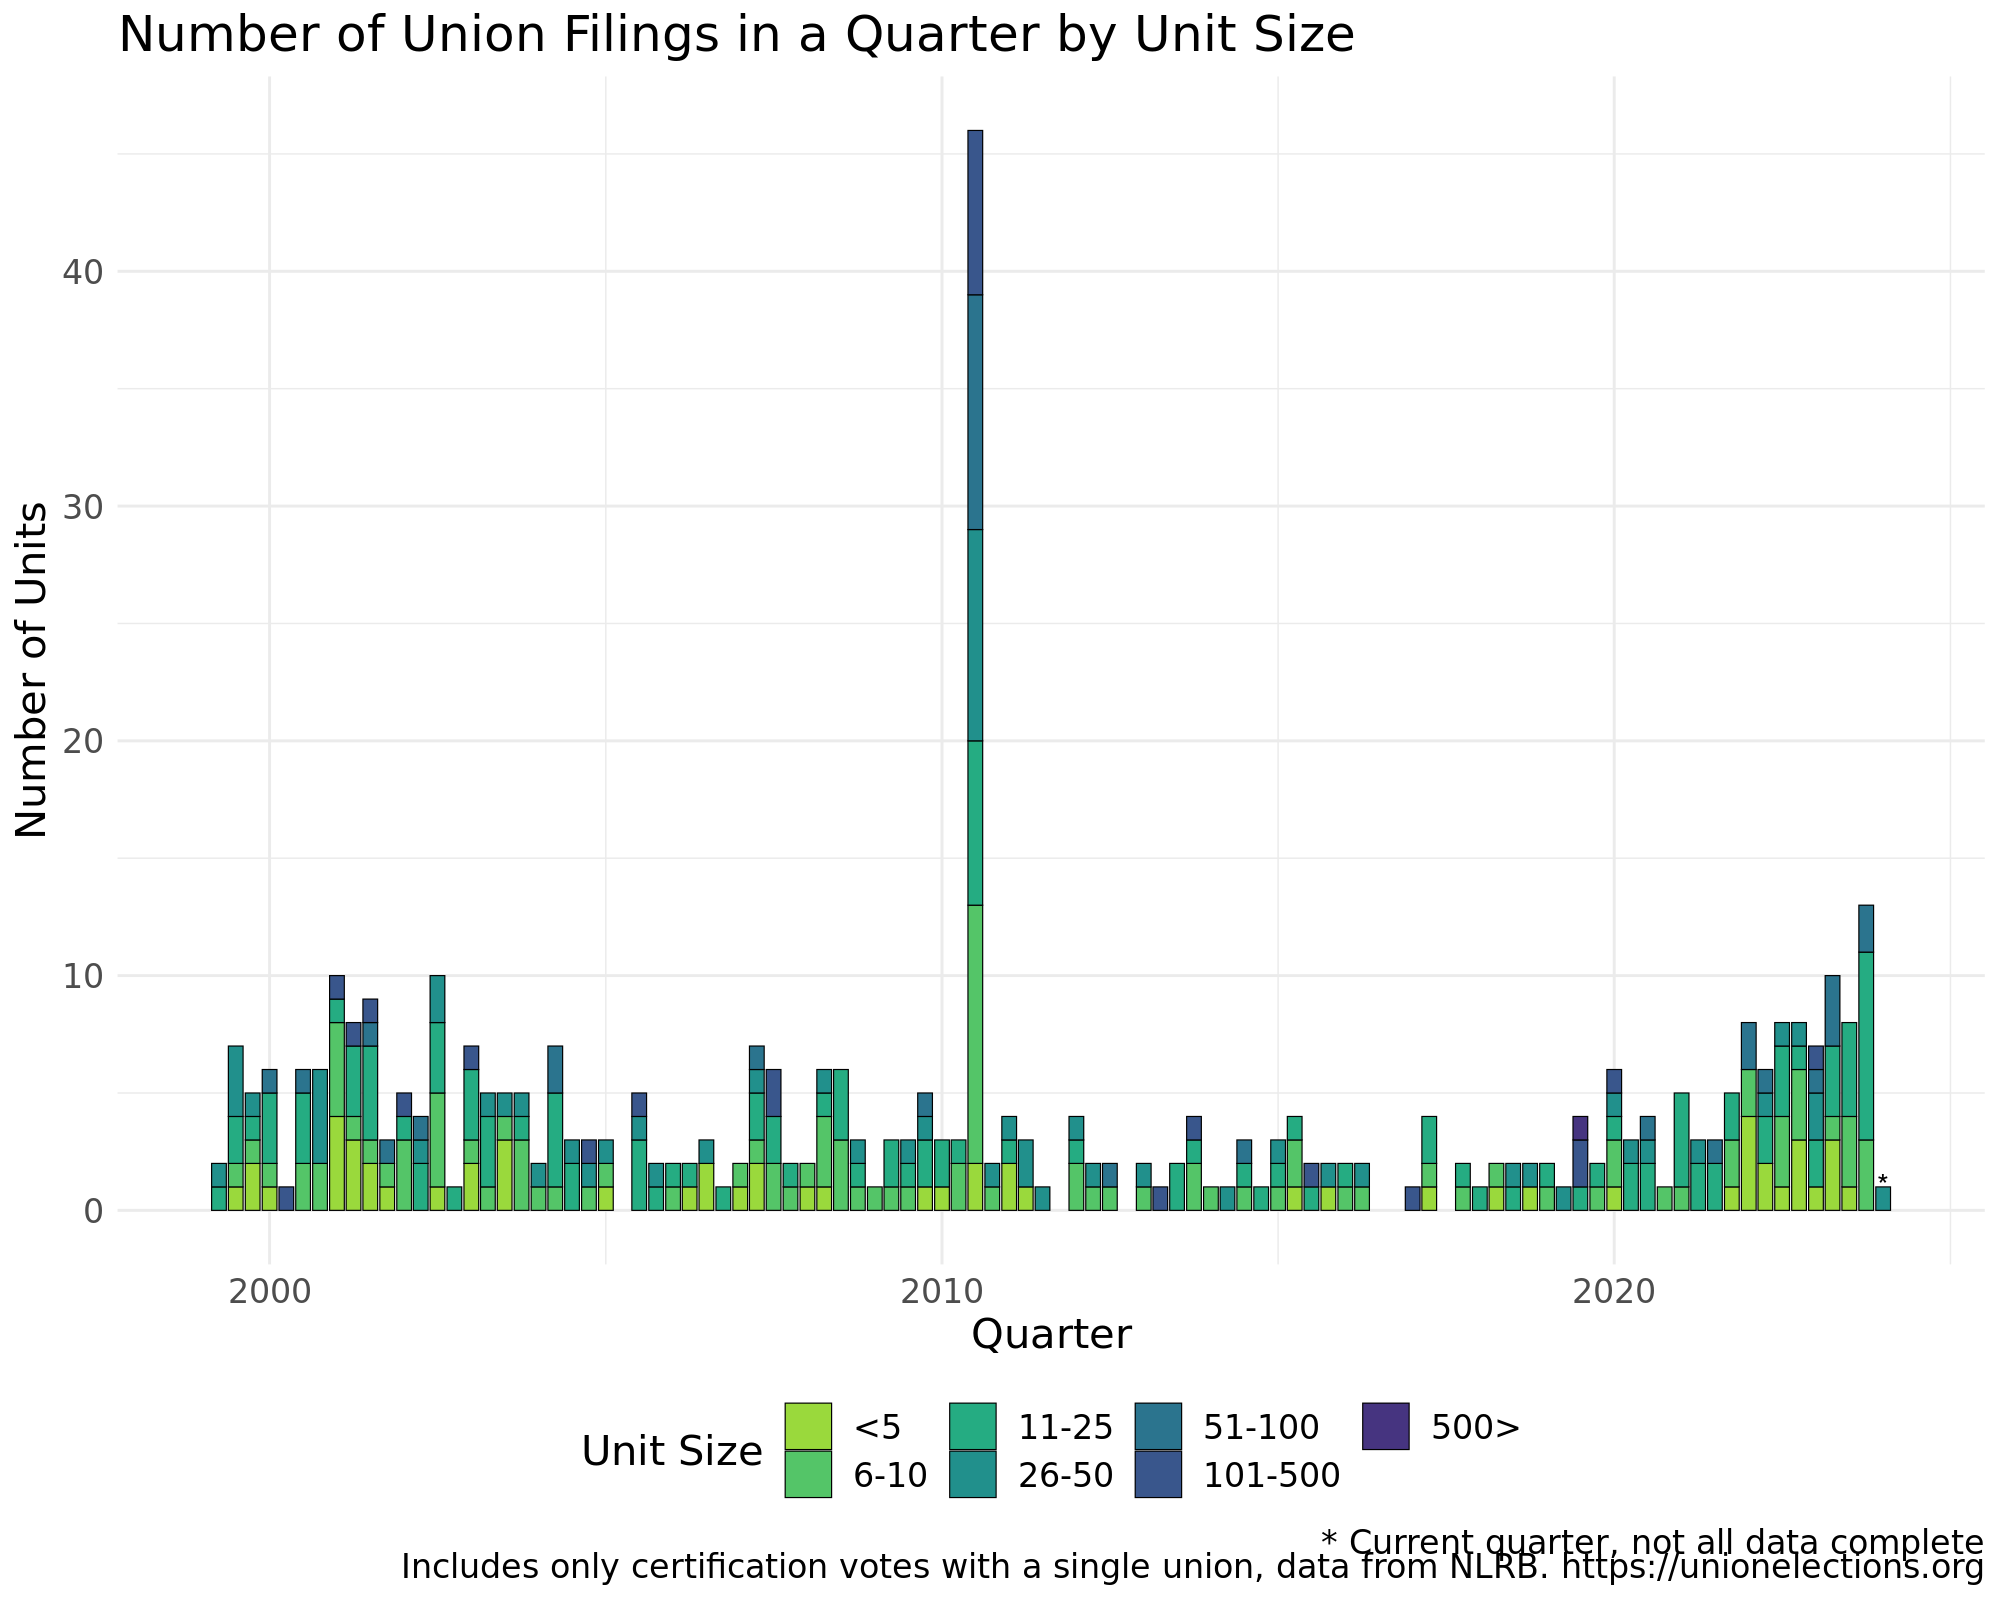 Number of Union Filings in a Quarter by Unit Size
Number of Units
40
30
20
10
0
*
2000 2010 2020
Quarter
Unit Size
<5 11-25 51-100 500>
6-10 26-50 101-500
* Current quarter, not all data complete
Includes only certification votes with a single union, data from NLRB. https://unionelections.org